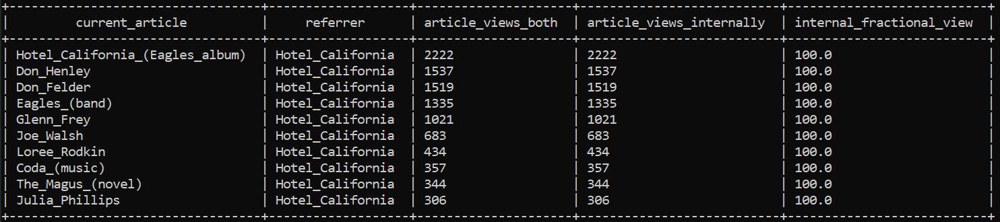 +-------------------------------+------------------+--------------------+---------------------------+--------------------------+
| current_article | referrer | article_views_both | article_views_internally | internal_fractional_view |
+-------------------------------+------------------+--------------------+---------------------------+--------------------------+
| Hotel_California_(Eagles_album) | Hotel_California | 2222 | 2222 | 100.0 |
| Don_Henley | Hotel_California | 1537 | 1537 | 100.0 |
| Don_Felder | Hotel_California | 1519 | 1519 | 100.0 |
| Eagles_(band) | Hotel_California | 1335 | 1335 | 100.0 |
| Glenn_Frey | Hotel_California | 1021 | 1021 | 100.0 |
| Joe_Walsh | Hotel_California | 683 | 683 | 100.0 |
| Loree_Rodkin | Hotel_California | 434 | 434 | 100.0 |
| Coda_(music) | Hotel_California | 357 | 357 | 100.0 |
| The_Magus_(novel) | Hotel_California | 344 | 344 | 100.0 |
| Julia_Phillips | Hotel_California | 306 | 306 | 100.0 |
+-------------------------------+------------------+--------------------+---------------------------+--------------------------+